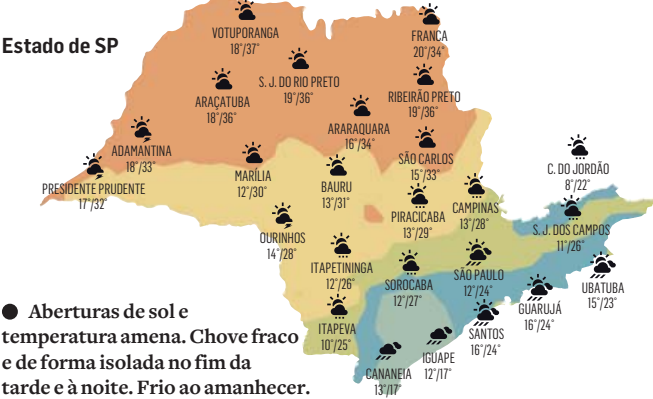 Estado de SP
VOTUPORANGA
18°/37°
FRANCA
20°/34°
S. J. DO RIO PRETO
19°/36°
ARAÇATUBA
18°/36°
RIBEIRÃO PRETO
19°/36°
ARARAQUARA
16°/34°
ADAMANTINA
18°/33°
SÃO CARLOS
15°/33°
PRESIDENTE PRUDENTE
17°/32°
MARÍLIA
12°/30°
BAURU
13°/31°
C. DO JORDÃO
8°/22°
PIRACICABA
13°/29°
CAMPINAS
13°/28°
S. J. DOS CAMPOS
11°/26°
OURINHOS
14°/28°
ITAPETININGA
12°/26°
SOROCABA
12°/27°
SÃO PAULO
12°/24°
UBATUBA
15°/23°
GUARUJÁ
16°/24°
ITAPEVA
10°/25°
SANTOS
16°/24°
IGUAPE
12°/17°
CANANEIA
13°/17°
● Aberturas de sol e
temperatura amena. Chove fraco
e de forma isolada no fim da
tarde e à noite. Frio ao amanhecer.